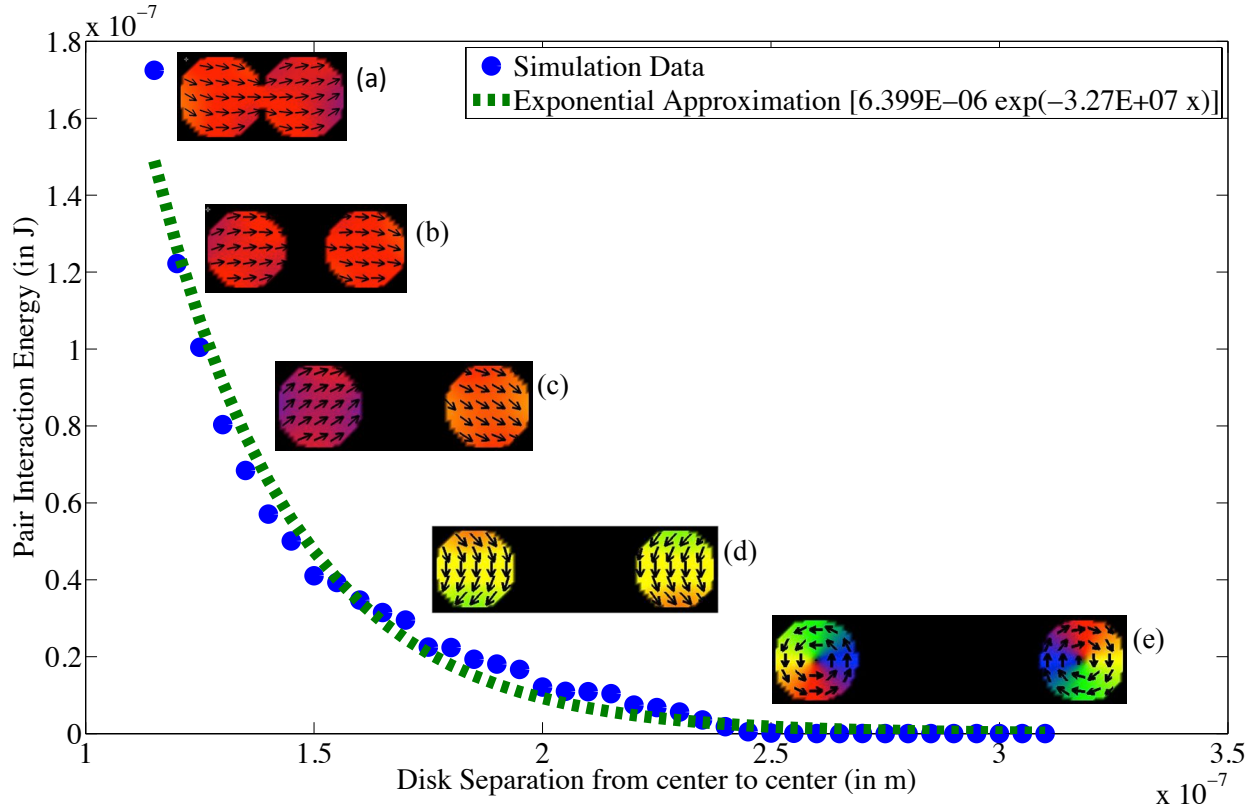 x 10⁻⁷
1.8
1.6
1.4
1.2
1
0.8
0.6
0.4
0.2
0
Pair Interaction Energy (in J)
Simulation Data
Exponential Approximation [6.399E−06 exp(−3.27E+07 x)]
(a)
(b)
(c)
(d)
(e)
1 1.5 2 2.5 3 3.5
Disk Separation from center to center (in m)
x 10⁻⁷